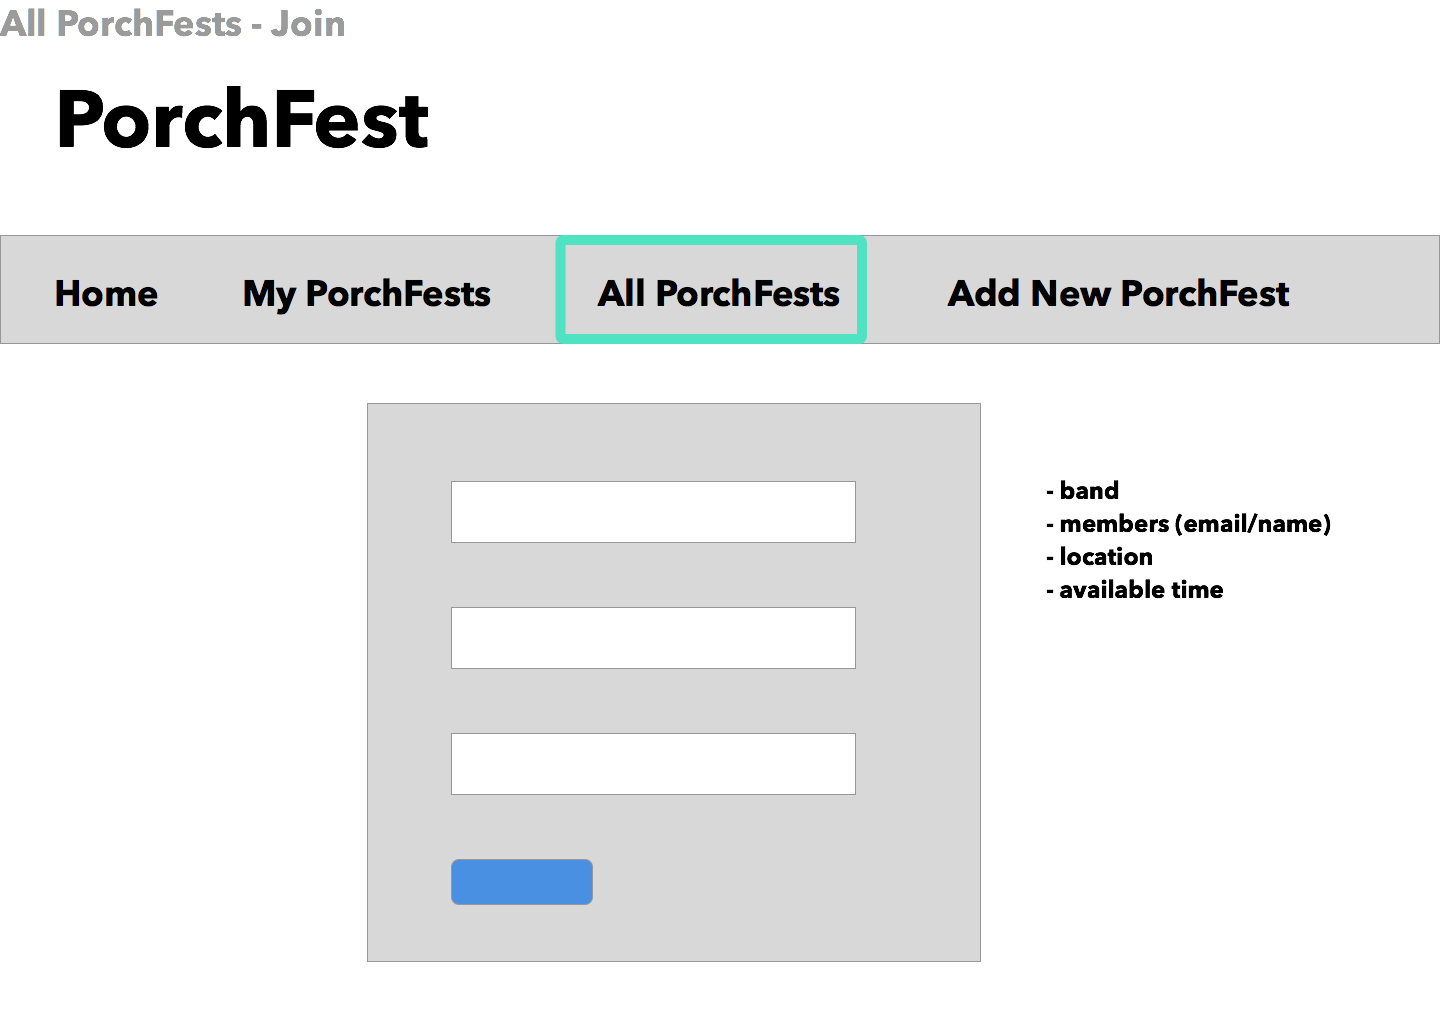 All PorchFests - Join
PorchFest
Home My PorchFests All PorchFests Add New PorchFest
- band
- members (email/name)
- location
- available time